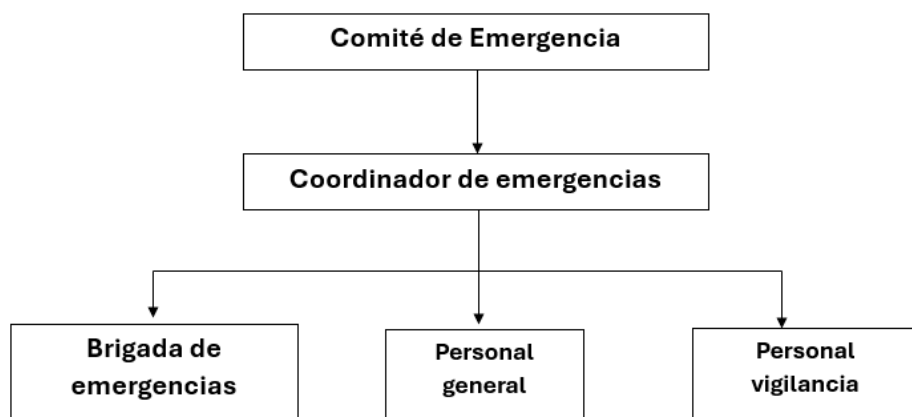 Comité de Emergencia
Coordinador de emergencias
Brigada de
emergencias
Personal
general
Personal
vigilancia